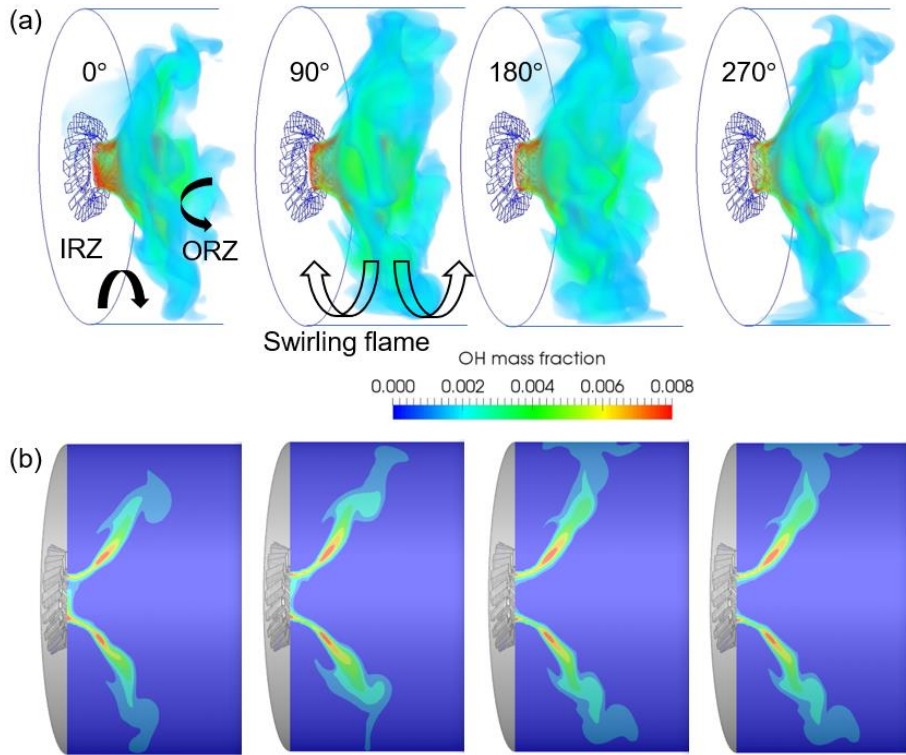 (a)
0° 90° 180° 270°
IRZ ORZ
Swirling flame
OH mass fraction
0.000 0.002 0.004 0.006 0.008
(b)